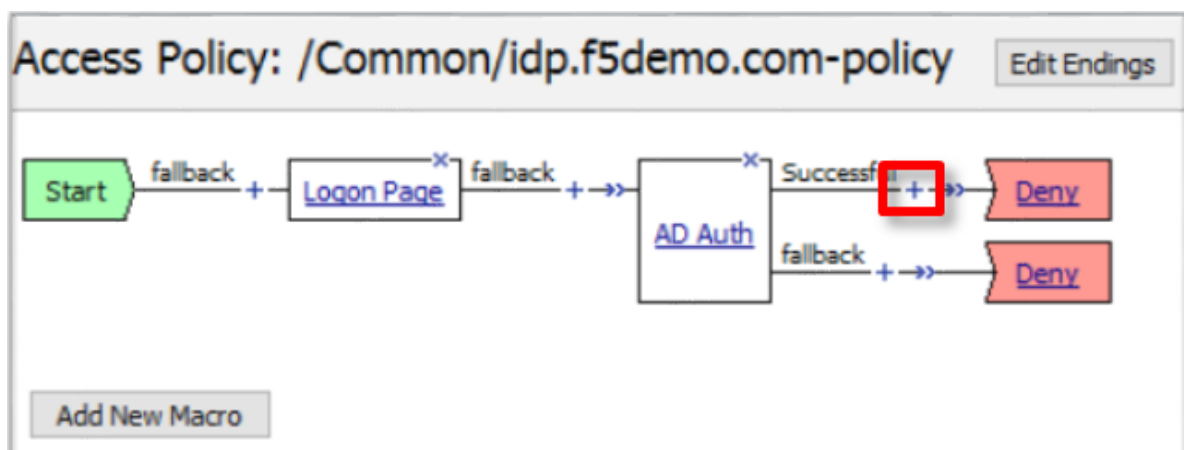 Access Policy: /Common/idp.f5demo.com-policy
Edit Endings
Start
fallback
+
Logon Page
×
fallback
+
AD Auth
×
Successful
+
Deny
fallback
+
Deny
Add New Macro